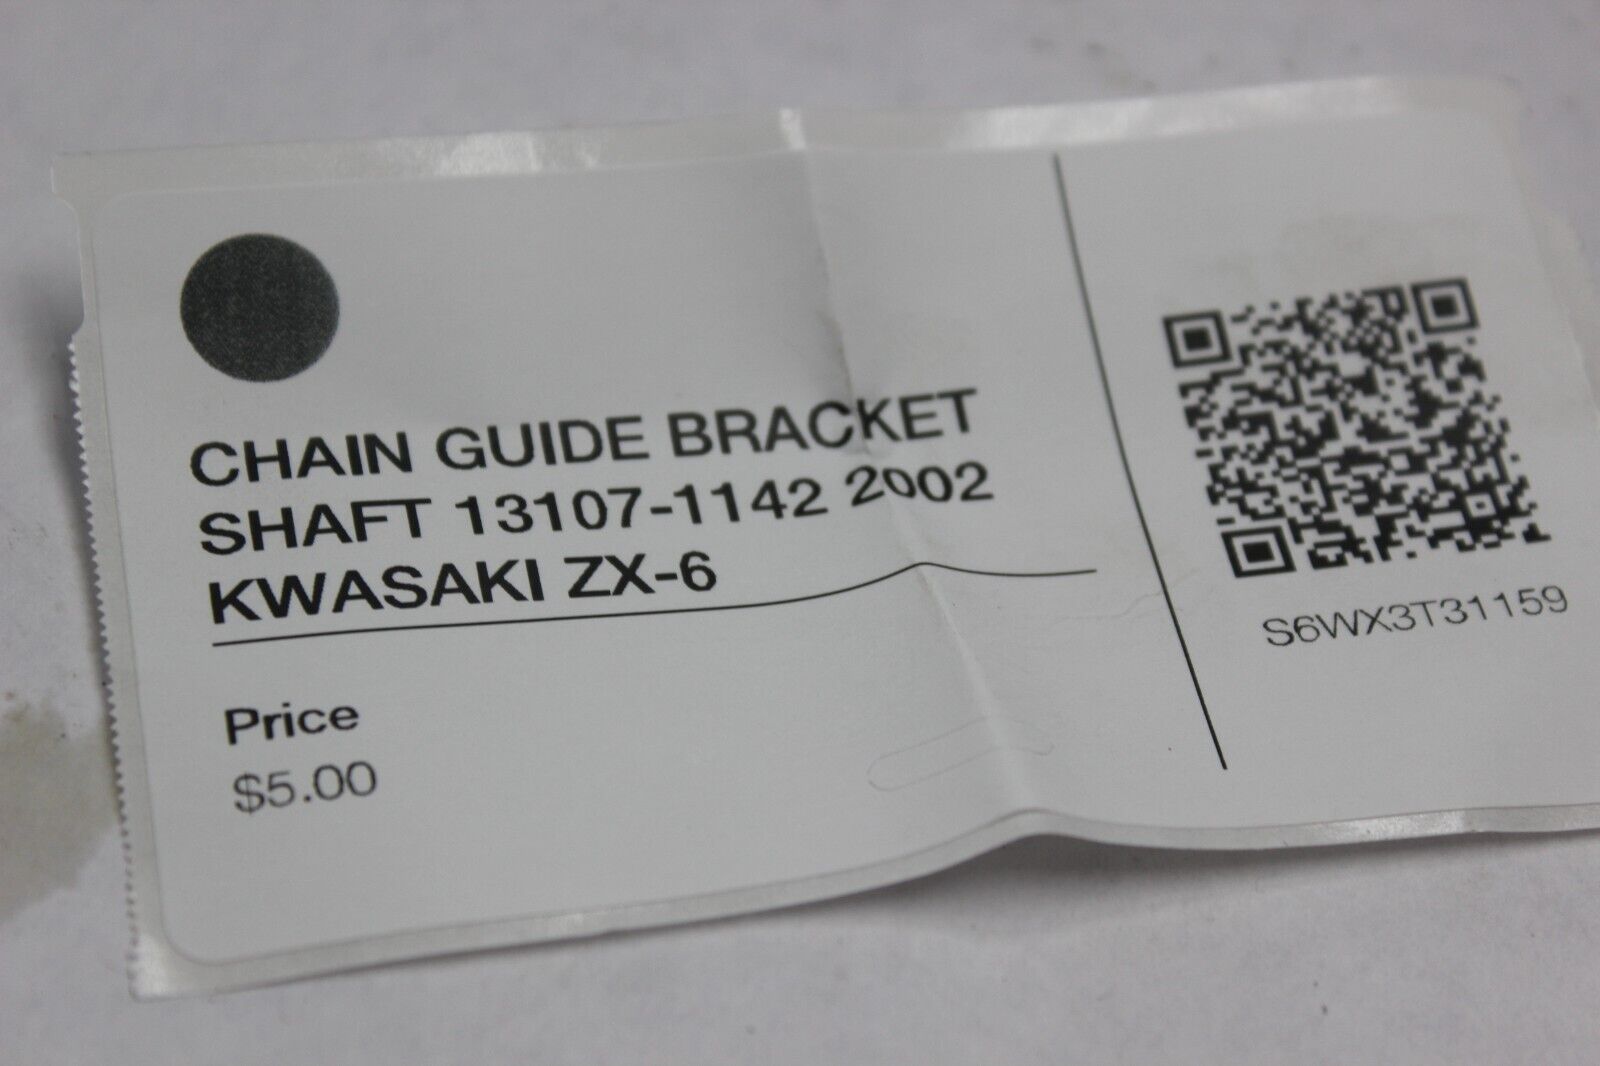 CHAIN GUIDE BRACKET
SHAFT 13107-1142 2002
KWASAKI ZX-6
Price
$5.00
S6WX3T31159